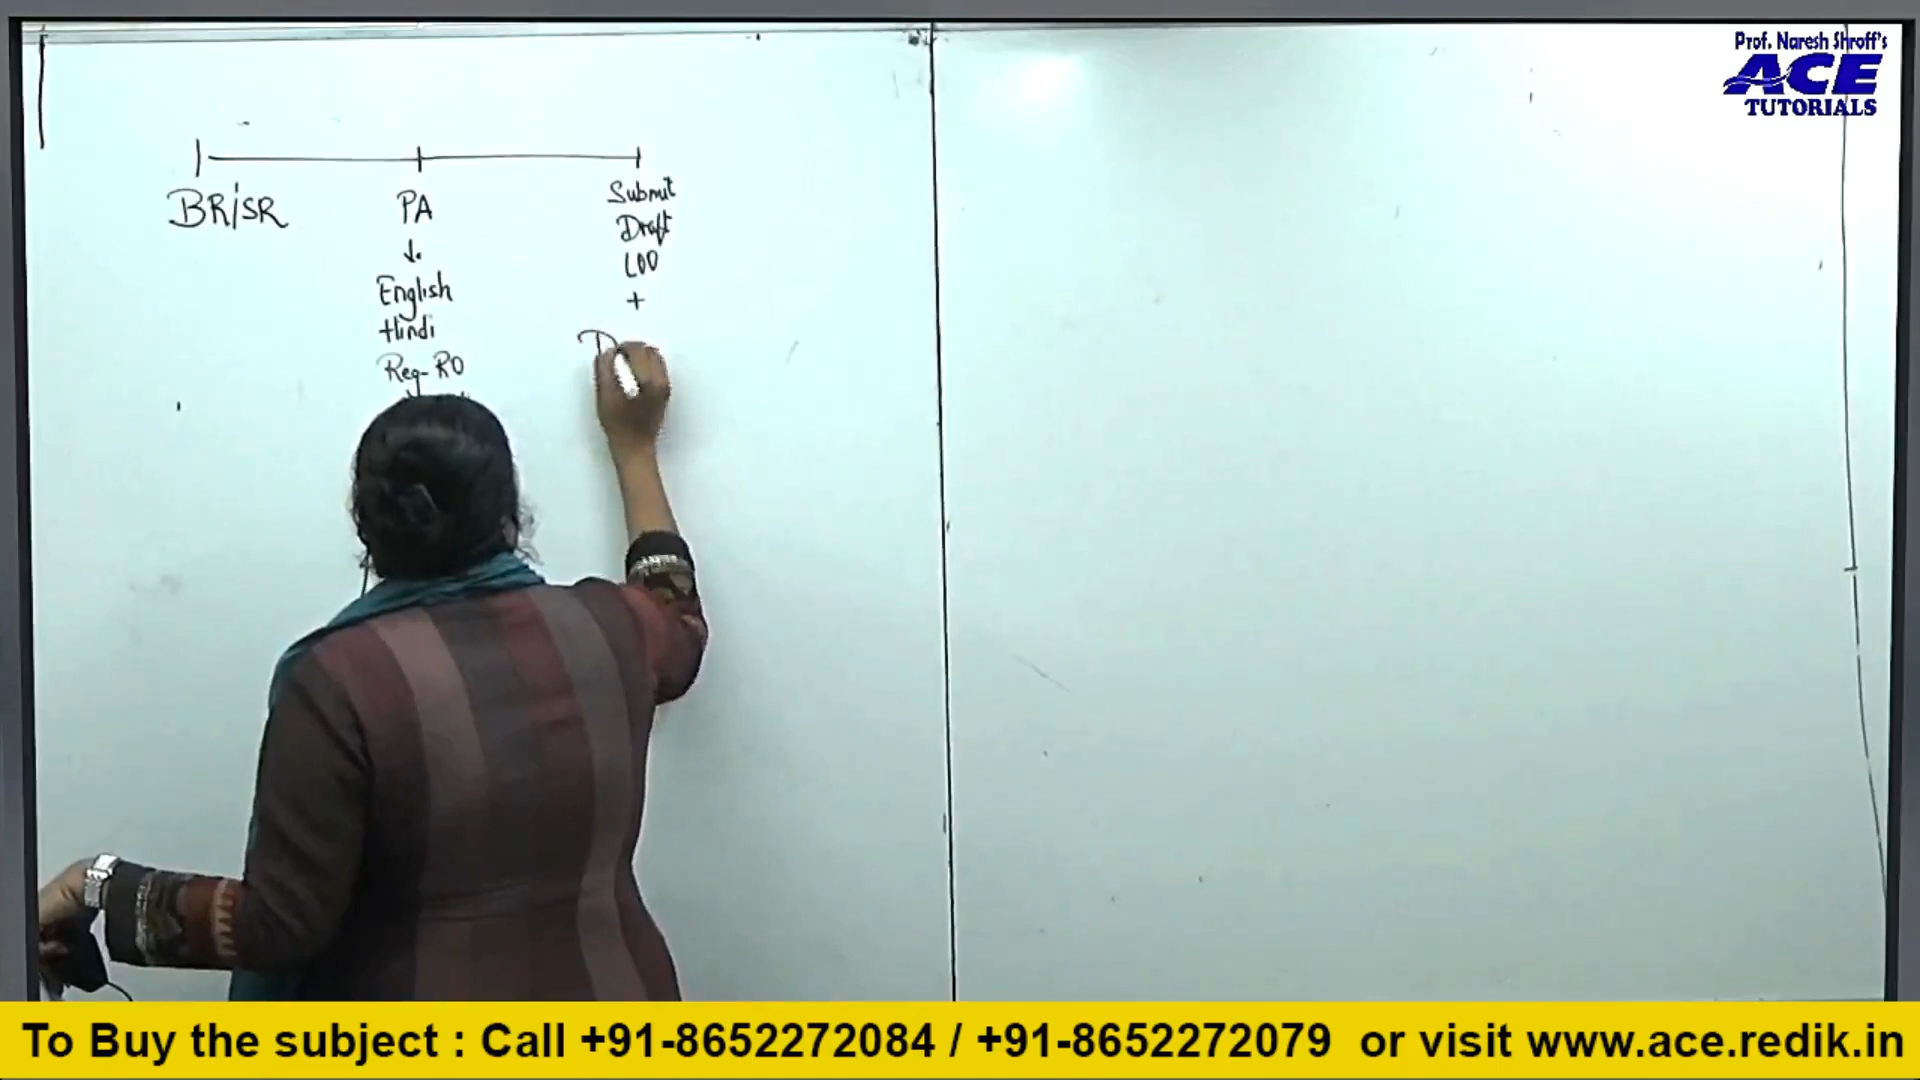 Prof. Naresh Shroff's
ACE
TUTORIALS
BR/SR
PA
English
Hindi
Reg-RO
Submit
Draft
LOO
+
D
To Buy the subject : Call +91-8652272084 / +91-8652272079 or visit www.ace.redik.in